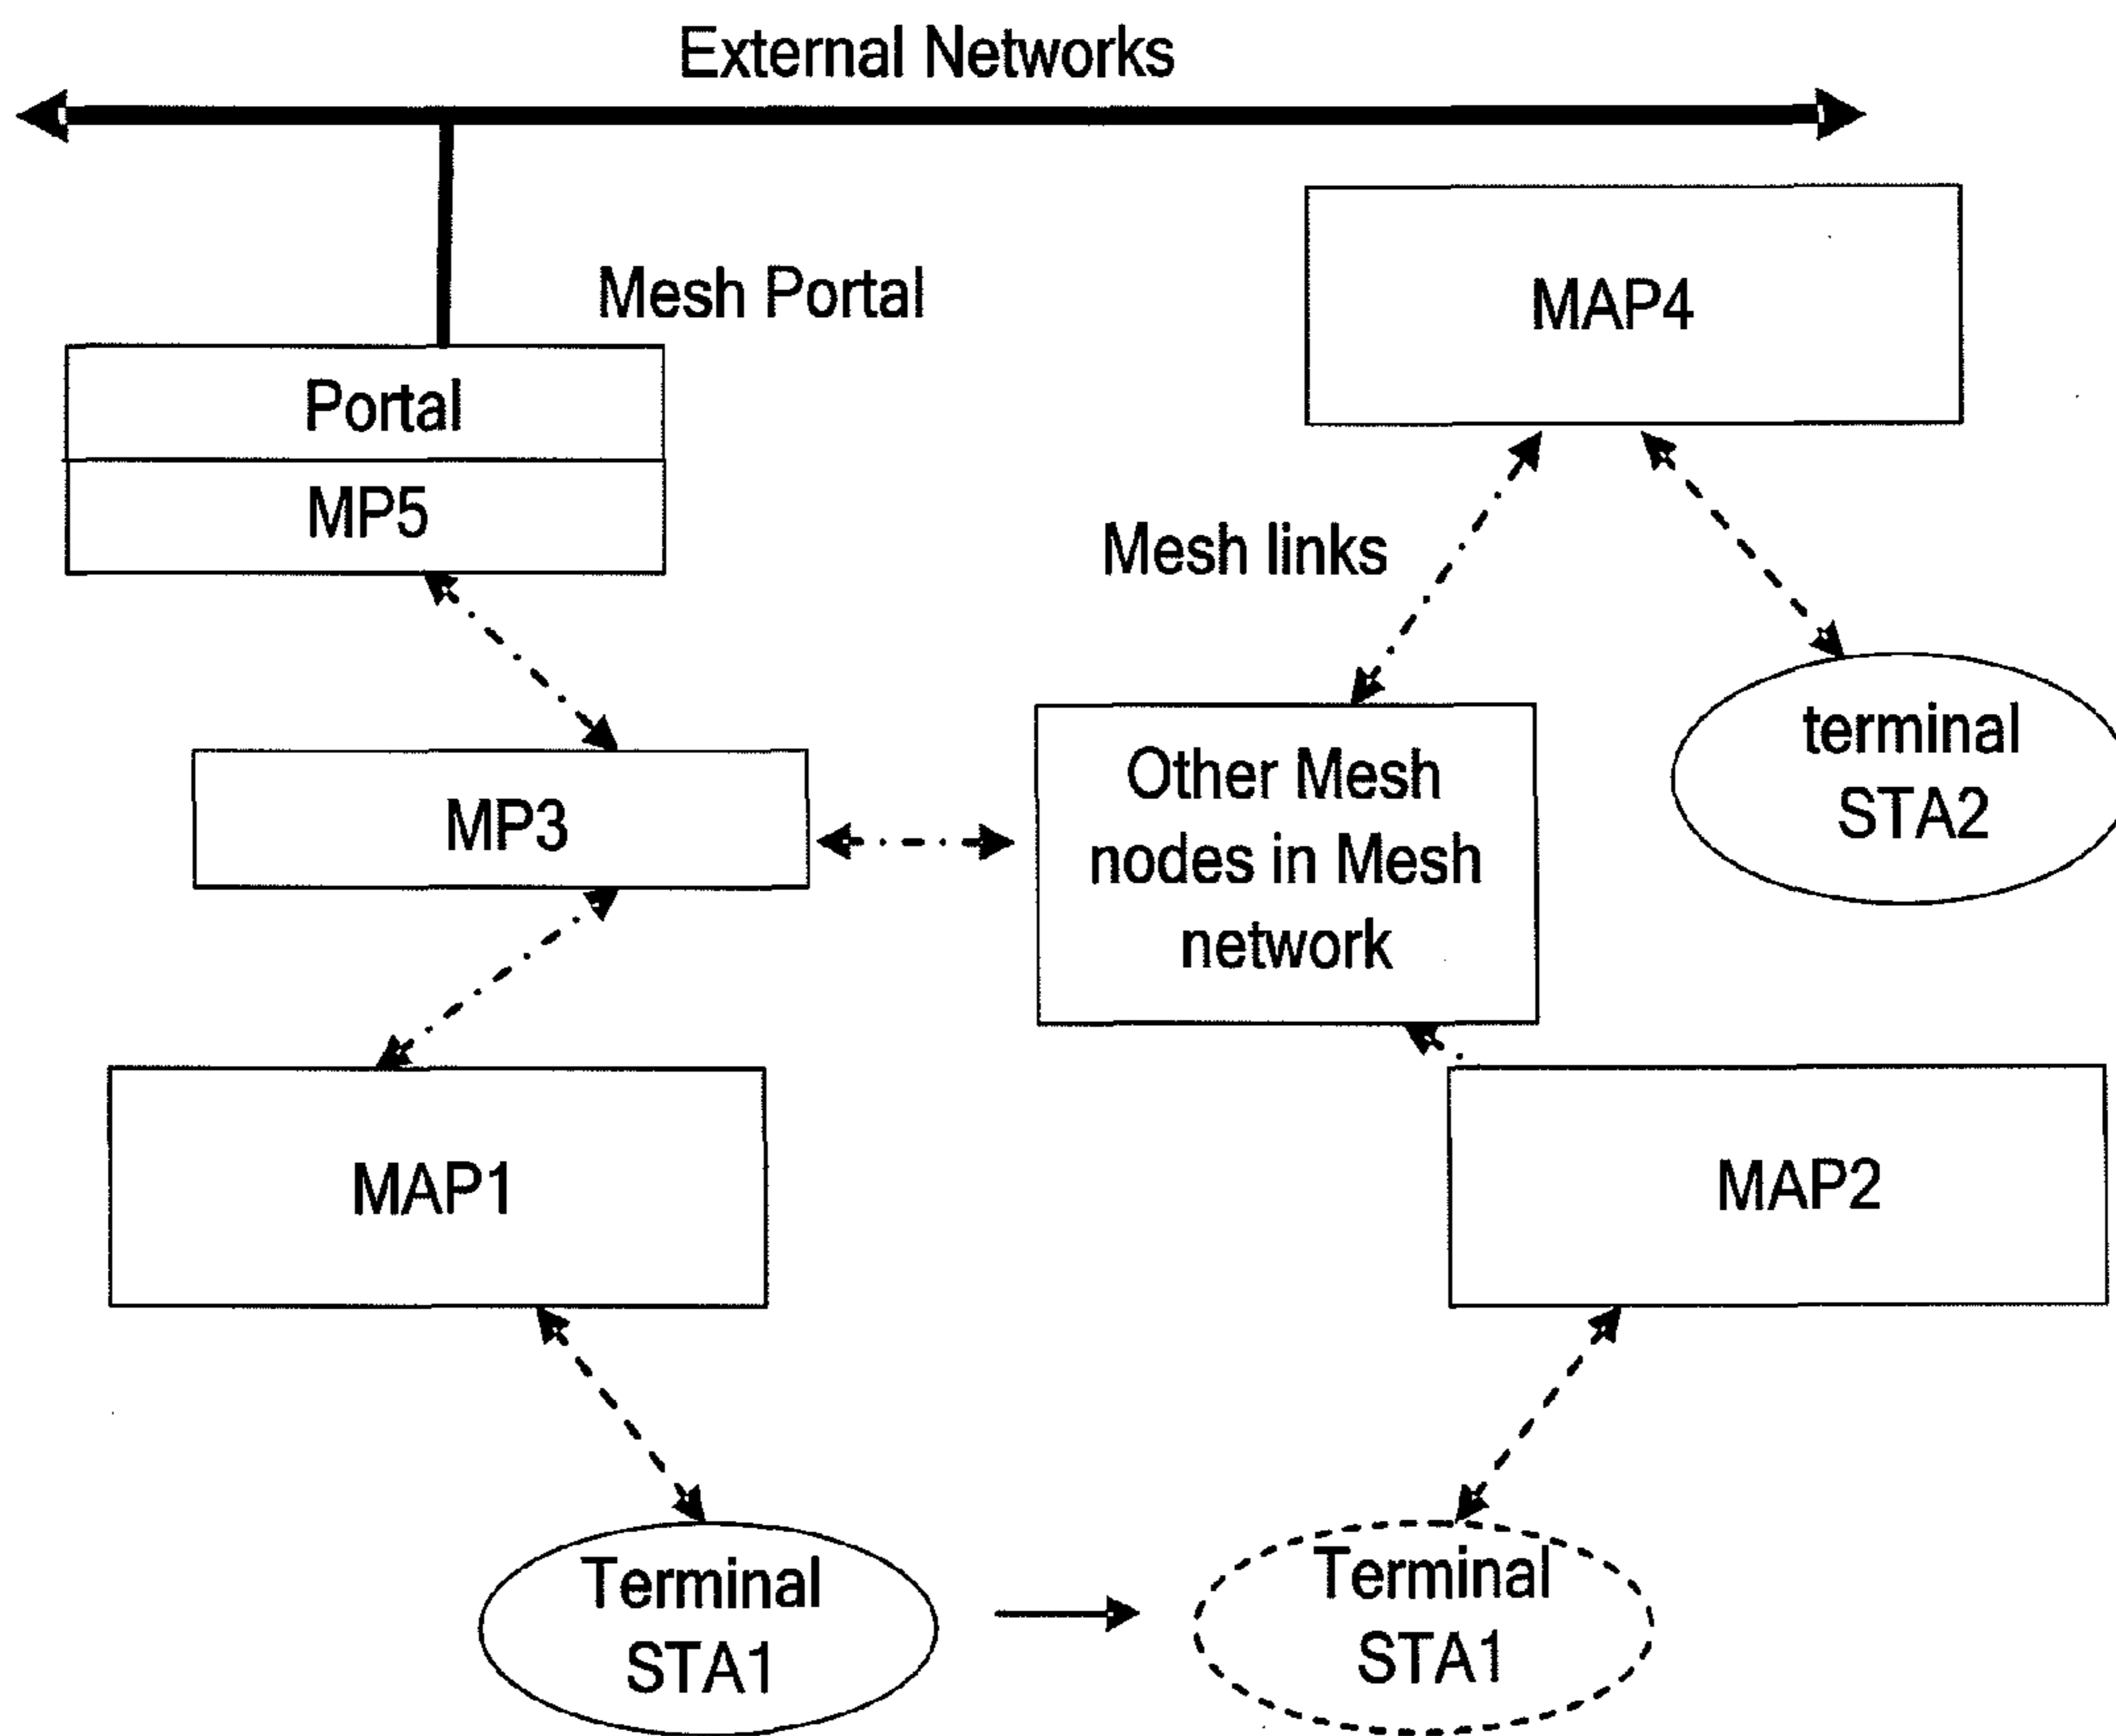 External Networks
Mesh Portal
MAP4
Portal
MP5
Mesh links
terminal
STA2
Other Mesh
nodes in Mesh
network
MP3
MAP1
MAP2
Terminal
STA1
Terminal
STA1